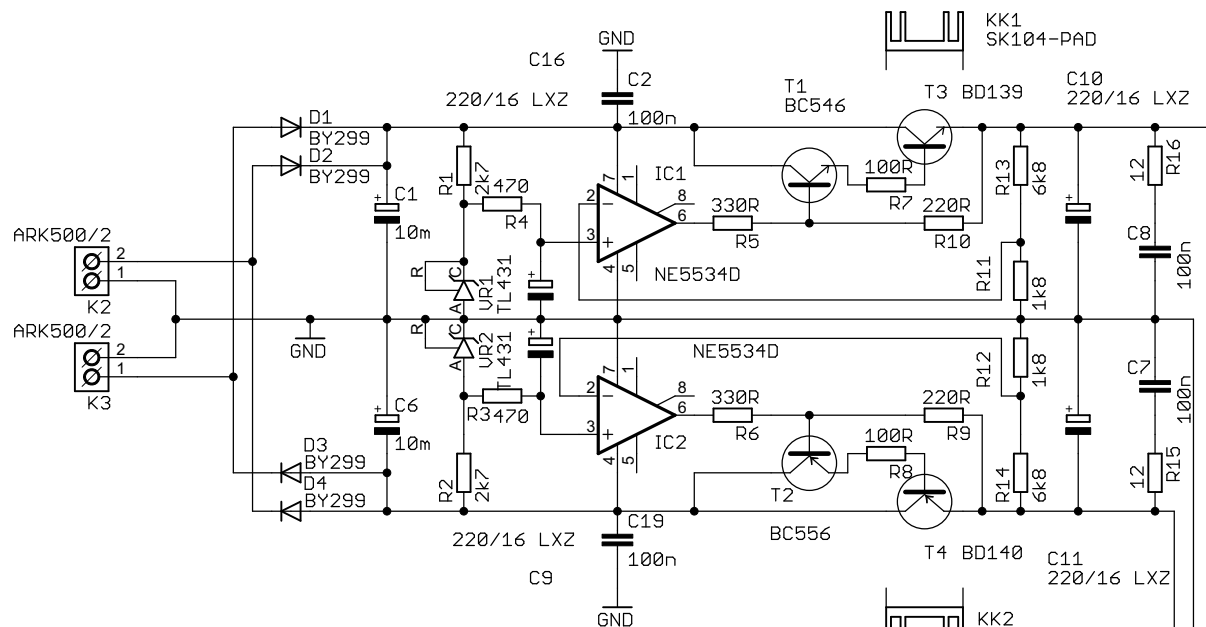 KK1
SK104-PAD
GND
C16
C2
220/16 LXZ
100n
T1
BC546
T3 BD139
C10
220/16 LXZ
D1
BY299
D2
BY299
R1
2k7
470
R4
7
1
IC1
2
8
3
6
4
5
NE5534D
330R
R5
100R
R7
220R
R10
R13
6k8
12
R16
C1
10m
ARK500/2
2
1
K2
R
C
A
VR1
TL431
R11
1k8
C8
100n
ARK500/2
2
1
K3
GND
R
C
A
VR2
TL431
NE5534D
R12
1k8
C7
100n
R3
470
7
1
2
8
3
6
4
5
IC2
330R
R6
220R
R9
100R
R8
C6
10m
D3
BY299
D4
BY299
R2
2k7
T2
BC556
R14
6k8
12
R15
220/16 LXZ
C19
100n
C9
T4 BD140
C11
220/16 LXZ
GND
KK2